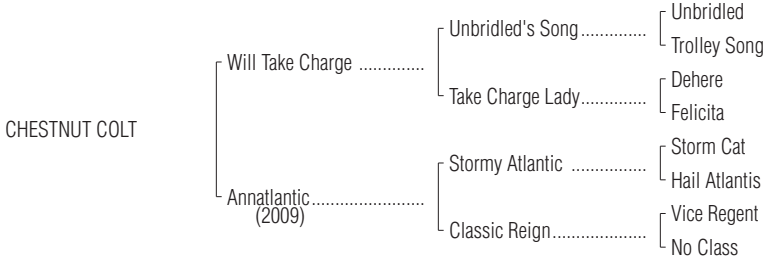 Unbridled
Unbridled's Song..............
Trolley Song
Will Take Charge ..............
Dehere
Take Charge Lady..............
Felicita
CHESTNUT COLT
Storm Cat
Stormy Atlantic ................
Hail Atlantis
Annatlantic........................
(2009)
Vice Regent
Classic Reign....................
No Class